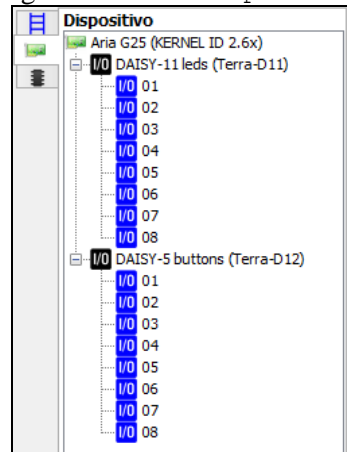 Dispositivo
Aria G25 (KERNEL ID 2.6x)
I/O DAISY-11 leds (Terra-D11)
I/O 01
I/O 02
I/O 03
I/O 04
I/O 05
I/O 06
I/O 07
I/O 08
I/O DAISY-5 buttons (Terra-D12)
I/O 01
I/O 02
I/O 03
I/O 04
I/O 05
I/O 06
I/O 07
I/O 08